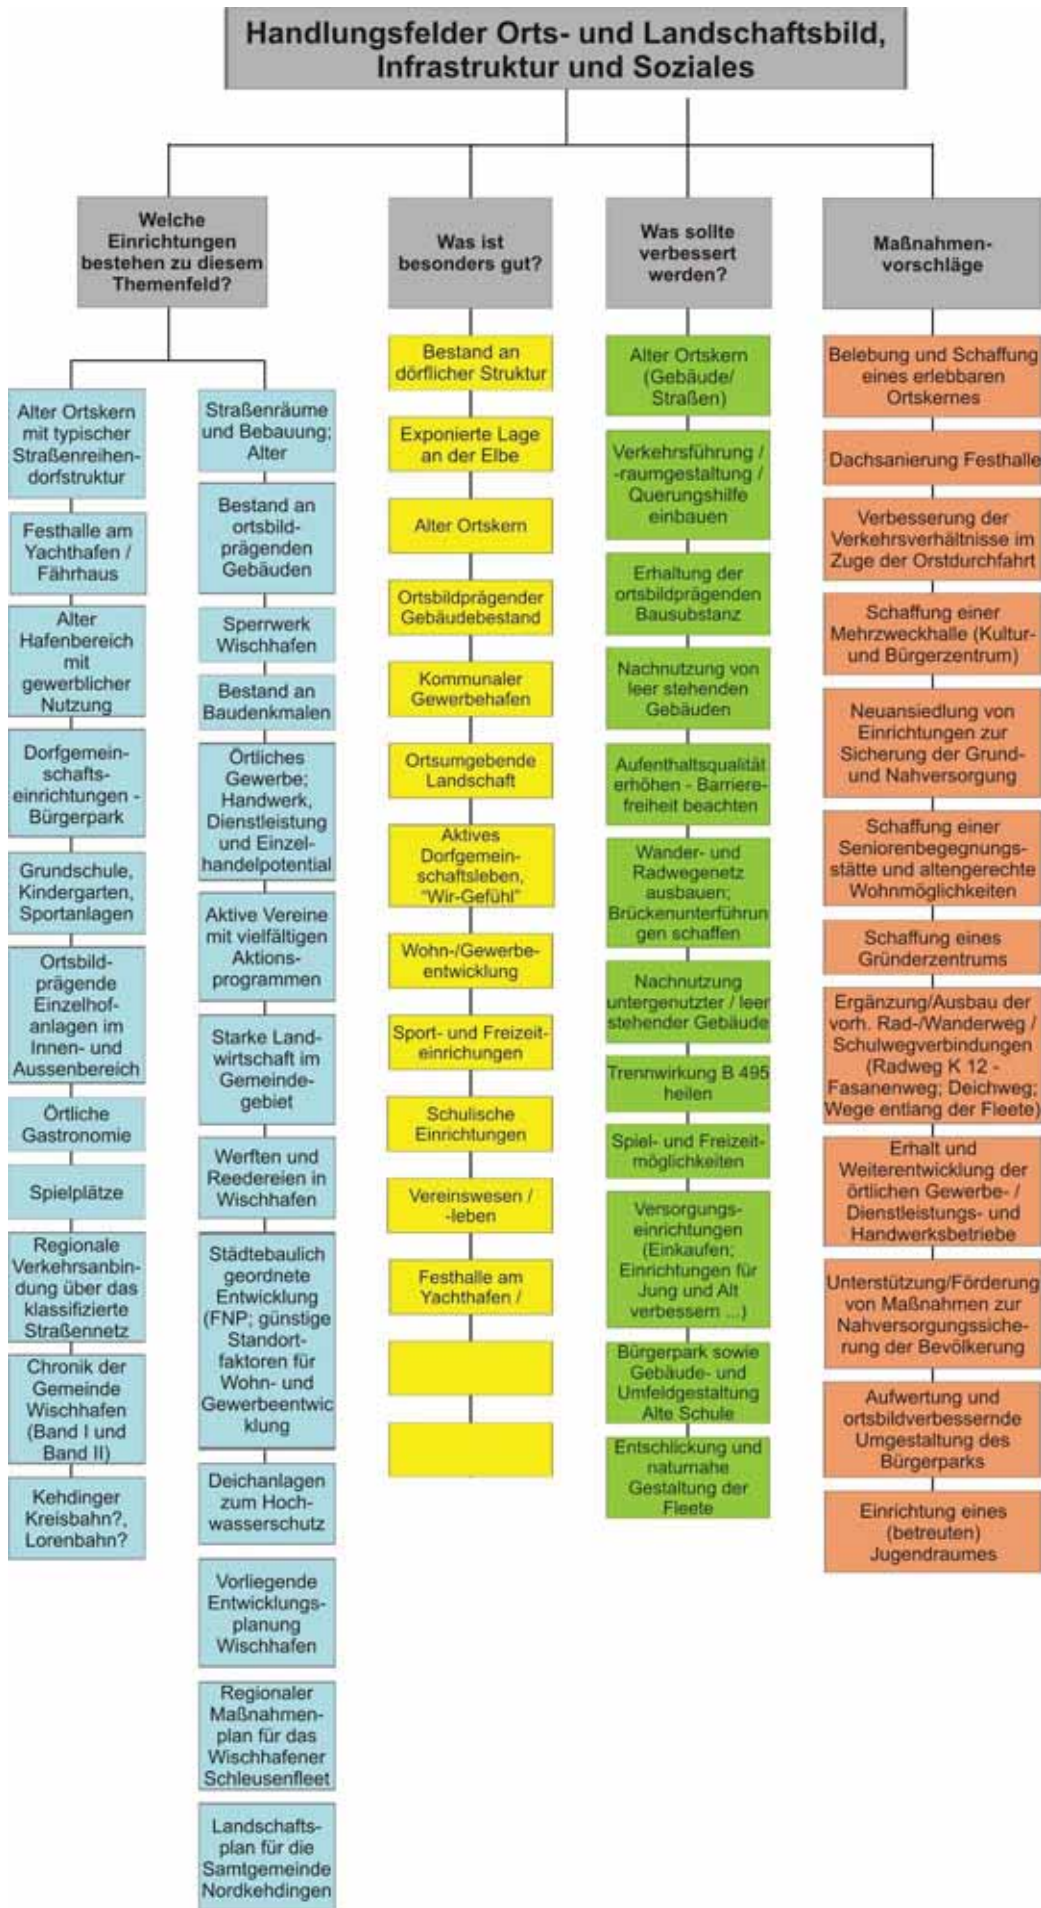 Handlungsfelder Orts- und Landschaftsbild,
Infrastruktur und Soziales
Welche
Einrichtungen
bestehen zu diesem
Themenfeld?
Alter Ortskern
mit typischer
Straßenreihen-
dorfstruktur
Festhalle am
Yachthafen /
Fährhaus
Alter
Hafenbereich
mit
gewerblicher
Nutzung
Dorfgemein-
schafts-
einrichtungen -
Bürgerpark
Grundschule,
Kindergarten,
Sportanlagen
Ortsbild-
prägende
Einzelhof-
anlagen im
Innen- und
Aussenbereich
Örtliche
Gastronomie
Spielplätze
Regionale
Verkehrsanbin-
dung über das
klassifizierte
Straßennetz
Chronik der
Gemeinde
Wischhafen
(Band I und
Band II)
Kehdinger
Kreisbahn?,
Lorenbahn?
Straßenräume
und Bebauung;
Alter
Bestand an
ortsbild-
prägenden
Gebäuden
Sperrwerk
Wischhafen
Bestand an
Baudenkmalen
Örtliches
Gewerbe;
Handwerk,
Dienstleistung
und Einzel-
handelpotential
Aktive Vereine
mit vielfältigen
Aktions-
programmen
Starke Land-
wirtschaft im
Gemeinde-
gebiet
Werften und
Reedereien in
Wischhafen
Städtebaulich
geordnete
Entwicklung
(FNP; günstige
Standort-
faktoren für
Wohn- und
Gewerbeentwic
klung
Deichanlagen
zum Hoch-
wasserschutz
Vorliegende
Entwicklungs-
planung
Wischhafen
Regionaler
Maßnahmen-
plan für das
Wischhafener
Schleusenfleet
Landschafts-
plan für die
Samtgemeinde
Nordkehdingen
Was ist
besonders gut?
Bestand an
dörflicher Struktur
Exponierte Lage
an der Elbe
Alter Ortskern
Ortsbildprägender
Gebäudebestand
Kommunaler
Gewerbehafen
Ortsumgebende
Landschaft
Aktives
Dorfgemein-
schaftsleben,
"Wir-Gefühl"
Wohn-/Gewerbe-
entwicklung
Sport- und Freizeit-
einrichungen
Schulische
Einrichtungen
Vereinswesen /
-leben
Festhalle am
Yachthafen /
Was sollte
verbessert
werden?
Alter Ortskern
(Gebäude/
Straßen)
Verkehrsführung /
-raumgestaltung /
Querungshilfe
einbauen
Erhaltung der
ortsbildprägenden
Bausubstanz
Nachnutzung von
leer stehenden
Gebäuden
Aufenthaltsqualität
erhöhen - Barriere-
freiheit beachten
Wander- und
Radwegenetz
ausbauen;
Brückenunterführun
gen schaffen
Nachnutzung
untergenutzter / leer
stehender Gebäude
Trennwirkung B 495
heilen
Spiel- und Freizeit-
möglichkeiten
Versorgungs-
einrichtungen
(Einkaufen;
Einrichtungen für
Jung und Alt
verbessern ...)
Bürgerpark sowie
Gebäude- und
Umfeldgestaltung
Alte Schule
Entschlickung und
naturnahe
Gestaltung der
Fleete
Maßnahmen-
vorschläge
Belebung und Schaffung
eines erlebbaren
Ortskernes
Dachsanierung Festhalle
Verbesserung der
Verkehrsverhältnisse im
Zuge der Orstdurchfahrt
Schaffung einer
Mehrzweckhalle (Kultur-
und Bürgerzentrum)
Neuansiedlung von
Einrichtungen zur
Sicherung der Grund-
und Nahversorgung
Schaffung einer
Seniorenbegegnungs-
stätte und altengerechte
Wohnmöglichkeiten
Schaffung eines
Gründerzentrums
Ergänzung/Ausbau der
vorh. Rad-/Wanderweg /
Schulwegverbindungen
(Radweg K 12 -
Fasanenweg; Deichweg;
Wege entlang der Fleete)
Erhalt und
Weiterentwicklung der
örtlichen Gewerbe- /
Dienstleistungs- und
Handwerksbetriebe
Unterstützung/Förderung
von Maßnahmen zur
Nahversorgungssiche-
rung der Bevölkerung
Aufwertung und
ortsbildverbessernde
Umgestaltung des
Bürgerparks
Einrichtung eines
(betreuten)
Jugendraumes